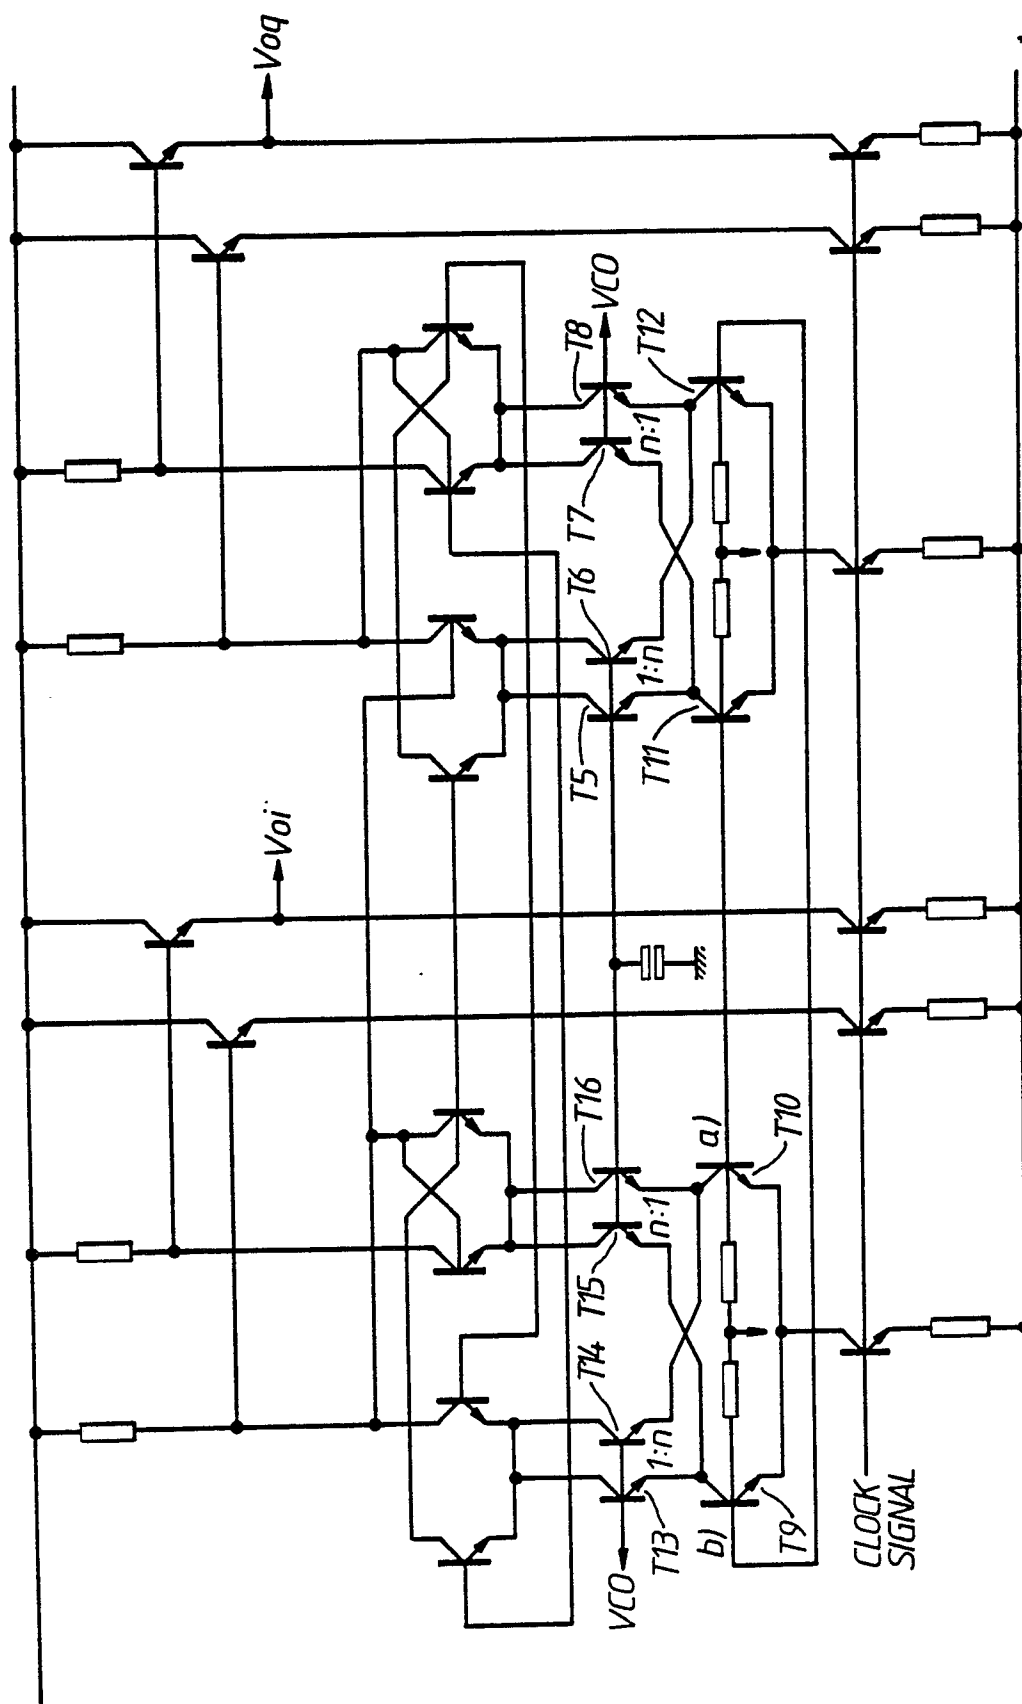 Voq
Voi
VCO
T8
T12
n:1
T7
T6
1:n
T5
T11
T16
a)
T10
n:1
T15
T14
1:n
VCO
T13
b)
T9
CLOCK
SIGNAL